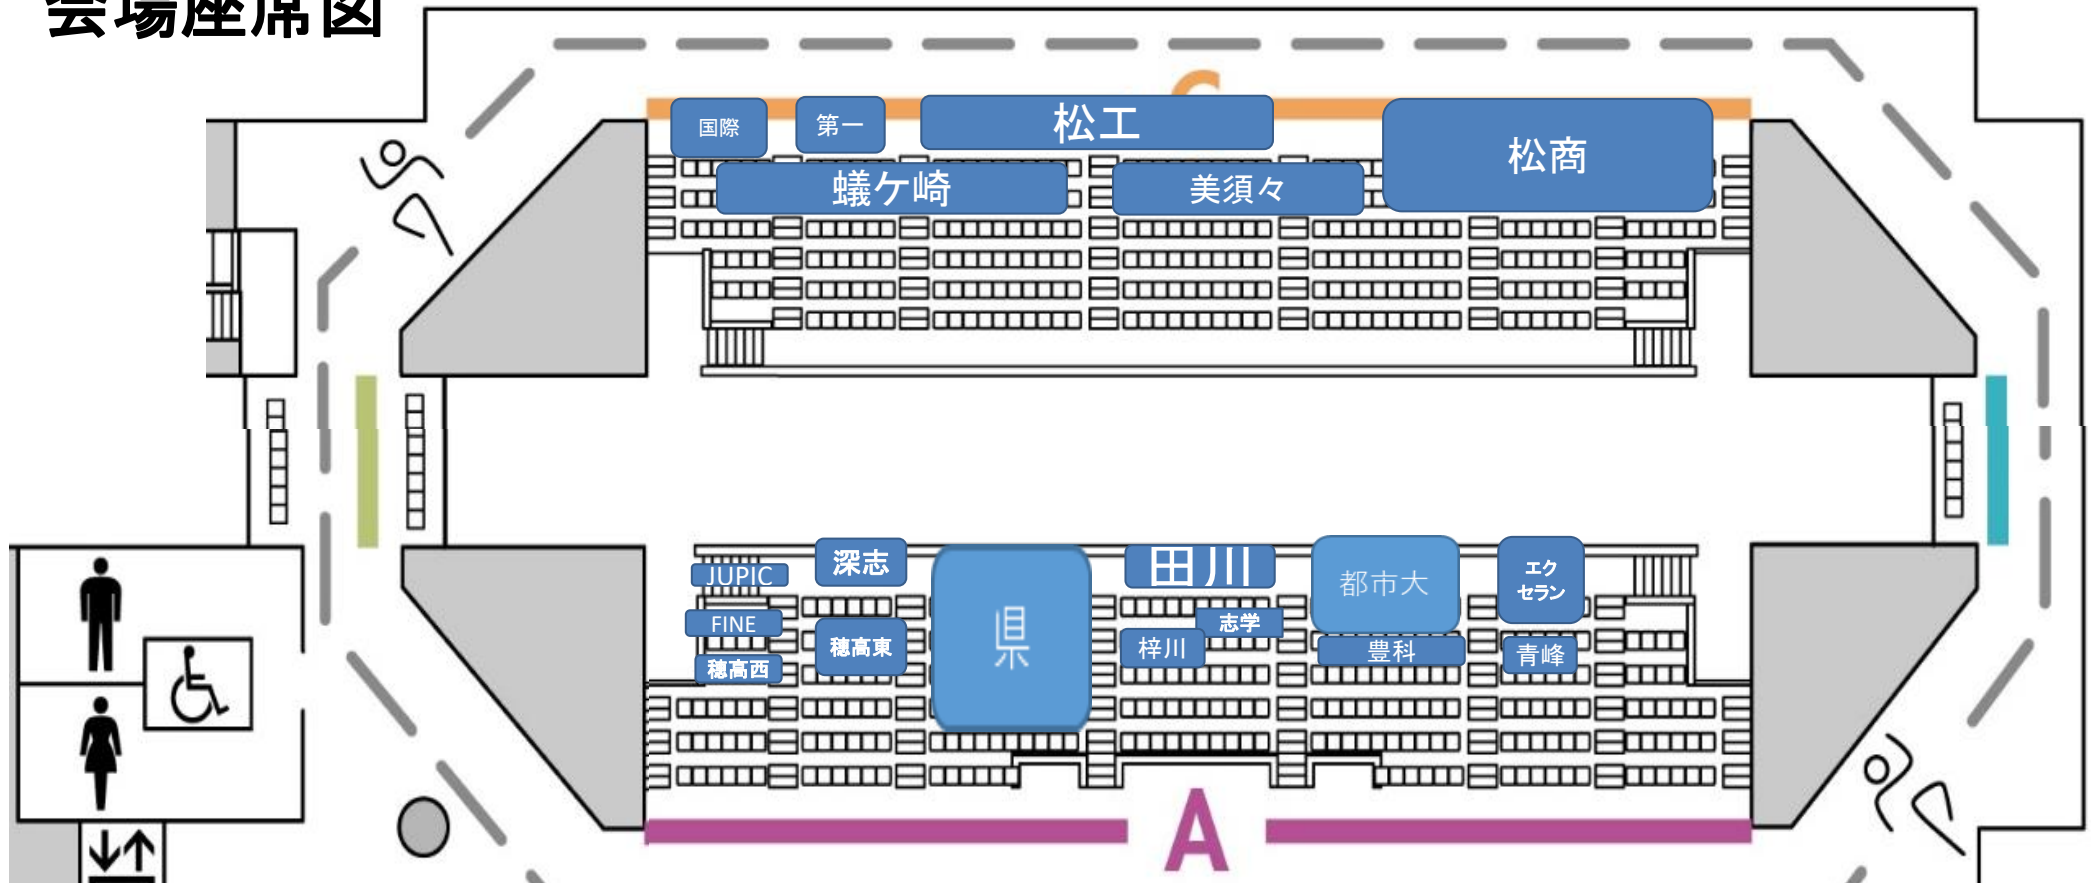 会場座席図
C
国際
第一
松工
松商
蟻ケ崎
美須々
JUPIC
深志
県
田川
都市大
エク
セラン
FINE
志学
穂高東
梓川
豊科
青峰
穂高西
A